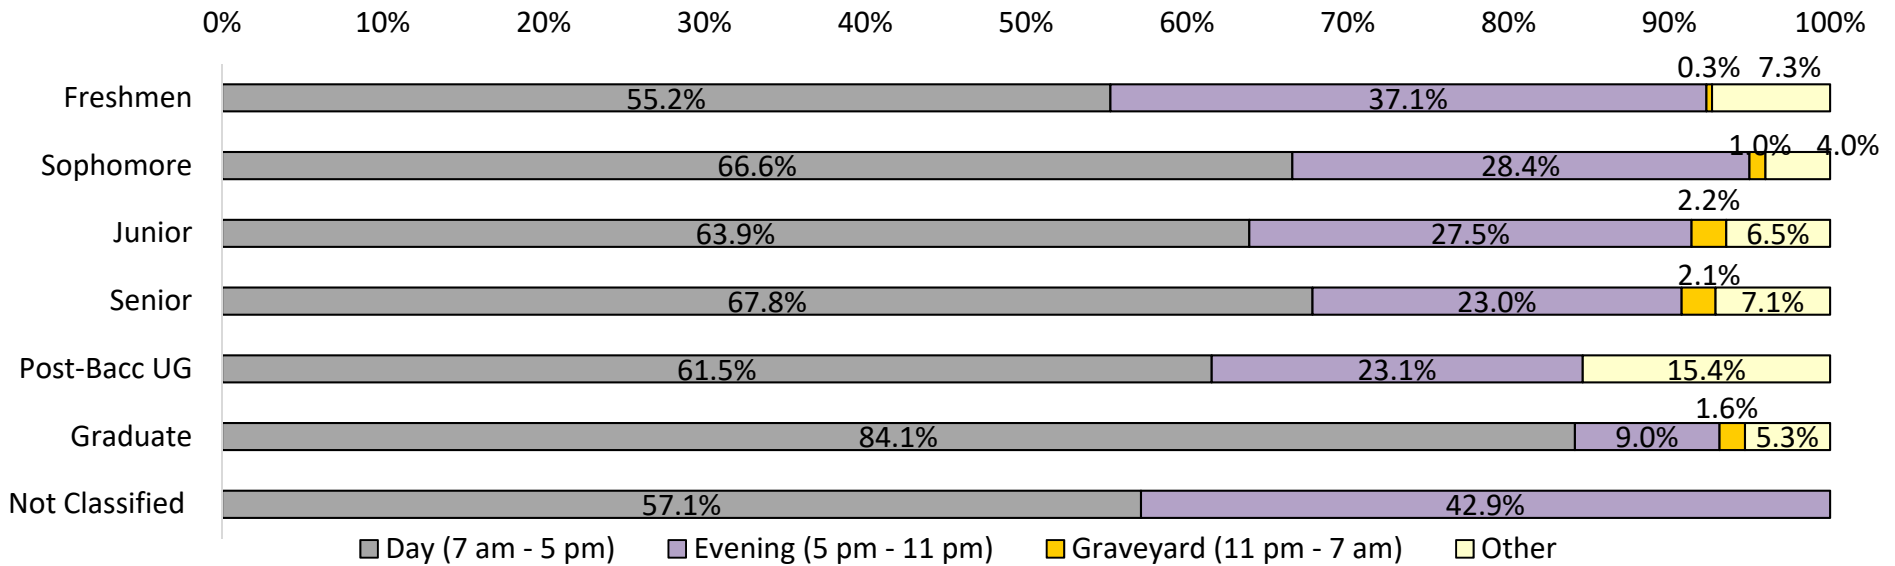 0% 10% 20% 30% 40% 50% 60% 70% 80% 90% 100%
0.3% 7.3%
Freshmen 55.2% 37.1%
1.0% 4.0%
Sophomore 66.6% 28.4%
2.2%
Junior 63.9% 27.5% 6.5%
2.1%
Senior 67.8% 23.0% 7.1%
Post-Bacc UG 61.5% 23.1% 15.4%
1.6%
Graduate 84.1% 9.0% 5.3%
Not Classified 57.1% 42.9%
Day (7 am - 5 pm) Evening (5 pm - 11 pm) Graveyard (11 pm - 7 am) Other